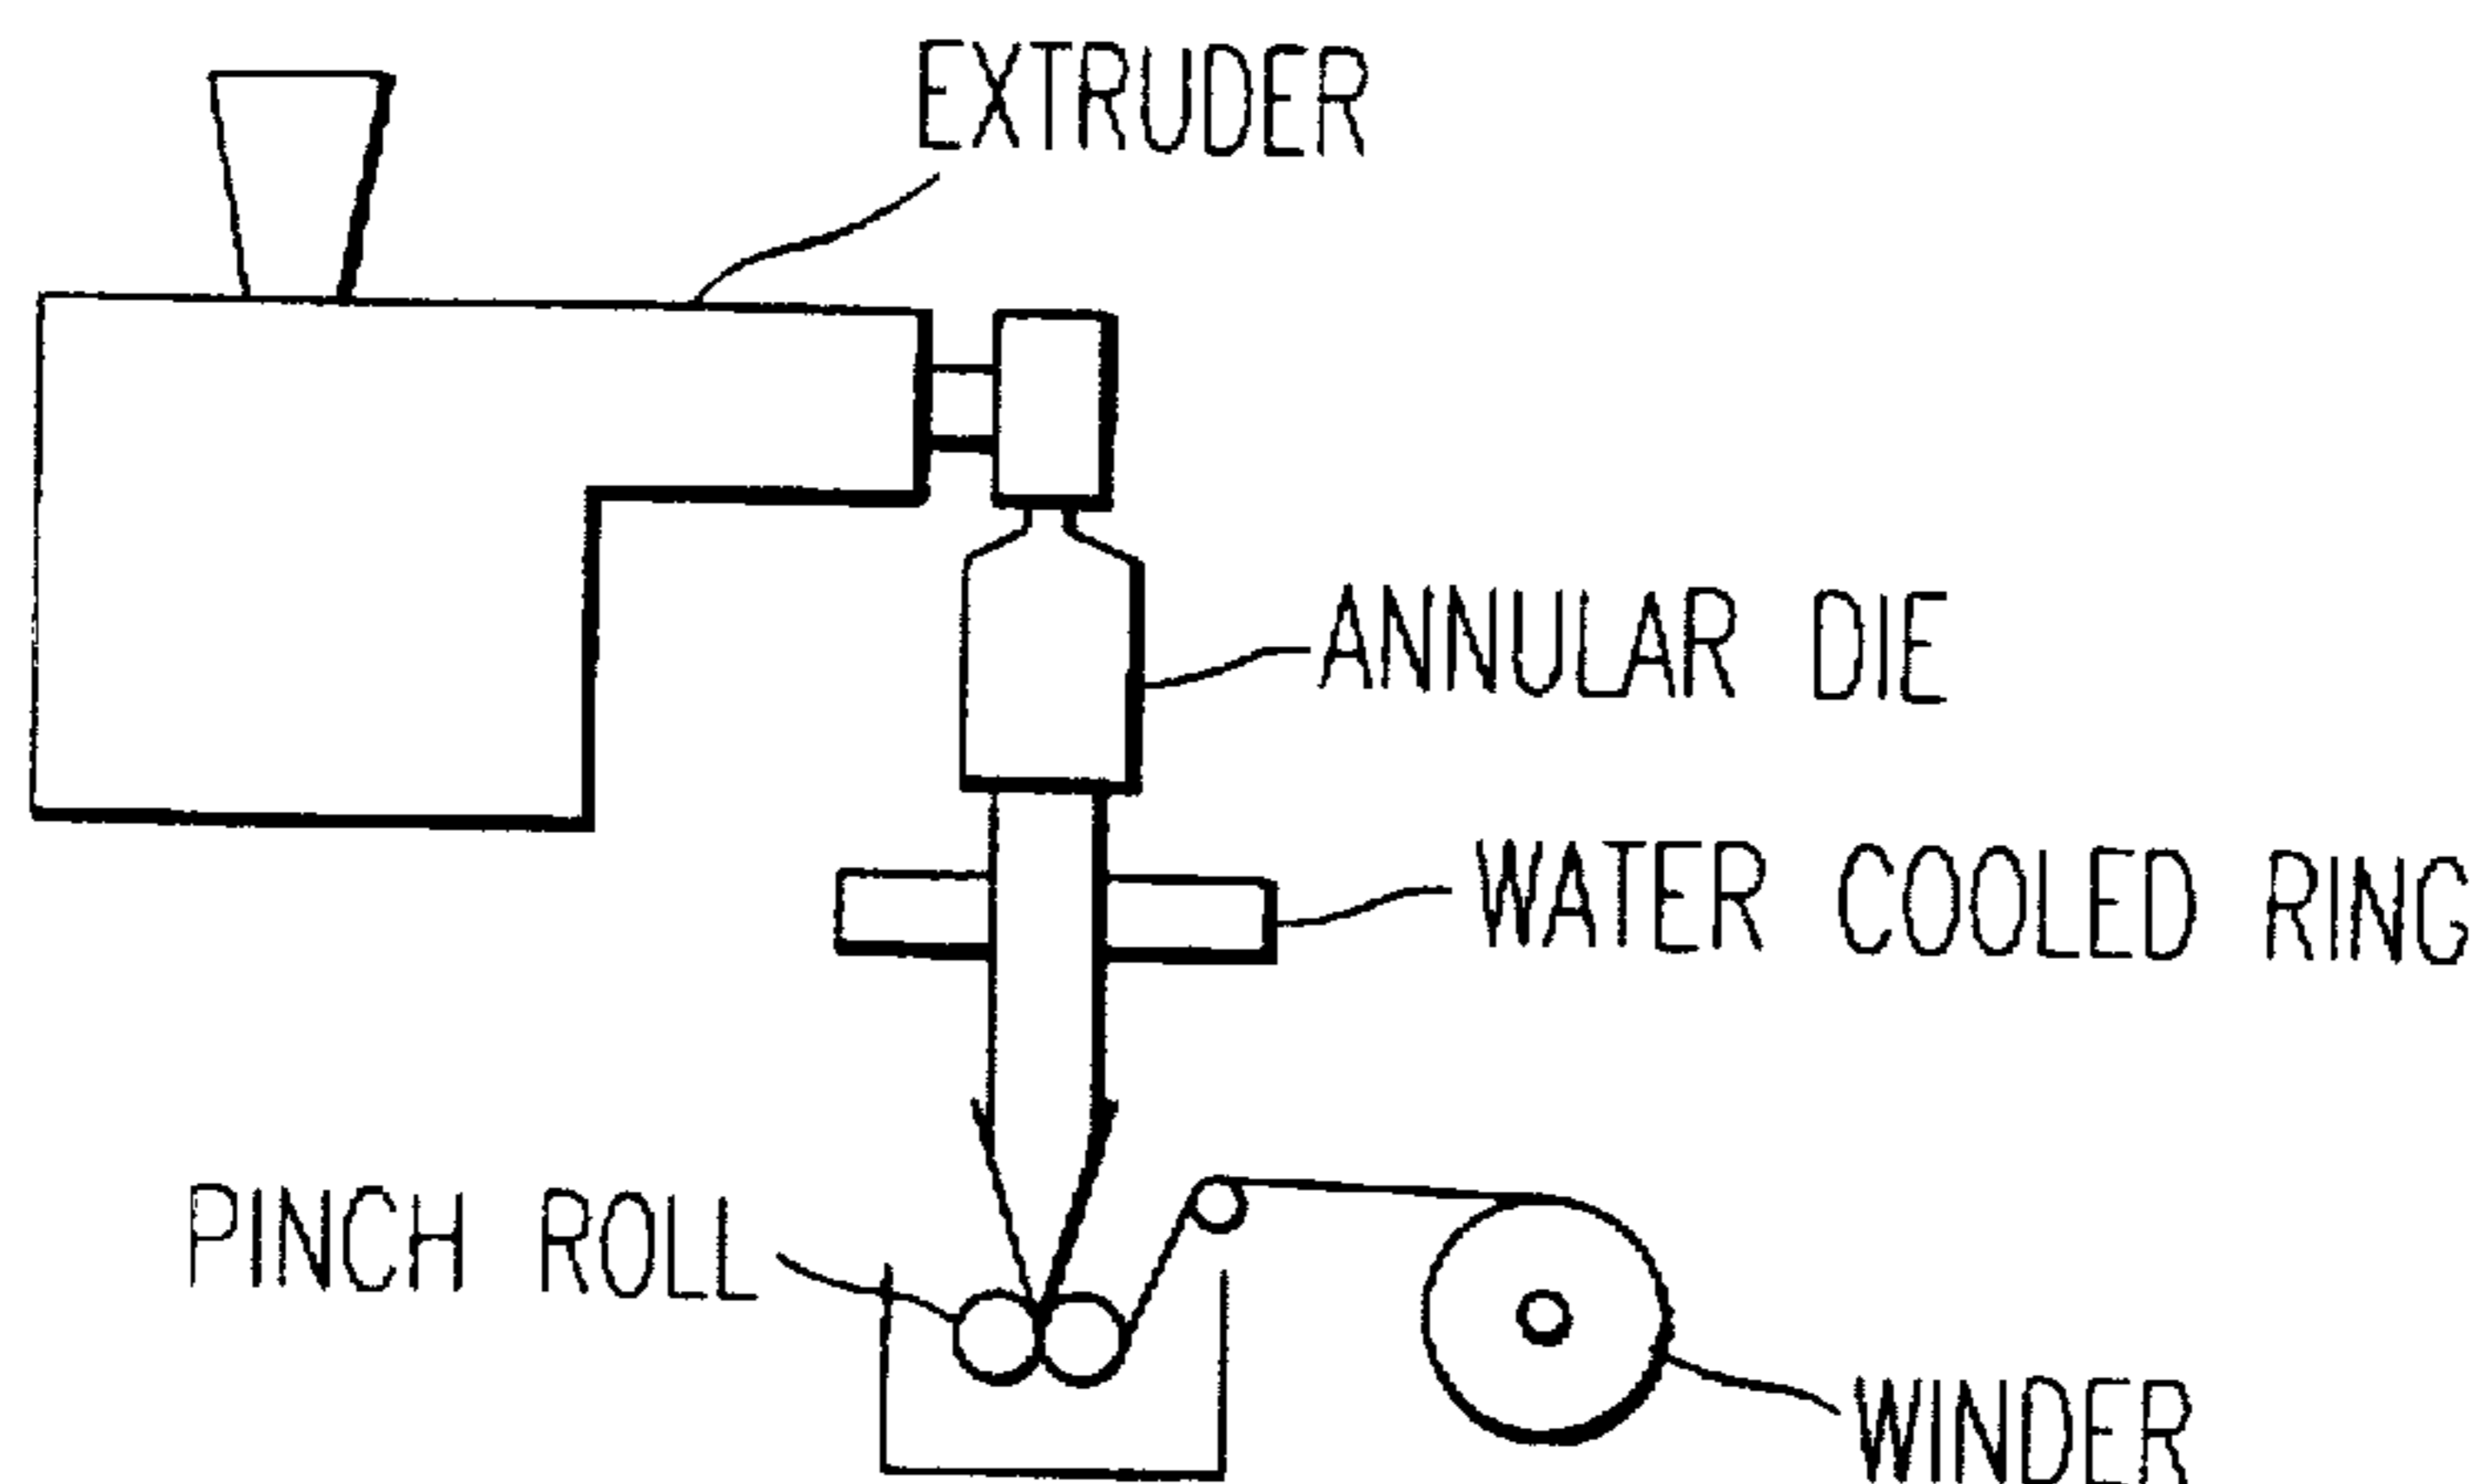 EXTRUDER
ANNULAR DIE
WATER COOLED RING
PINCH ROLL
WINDER